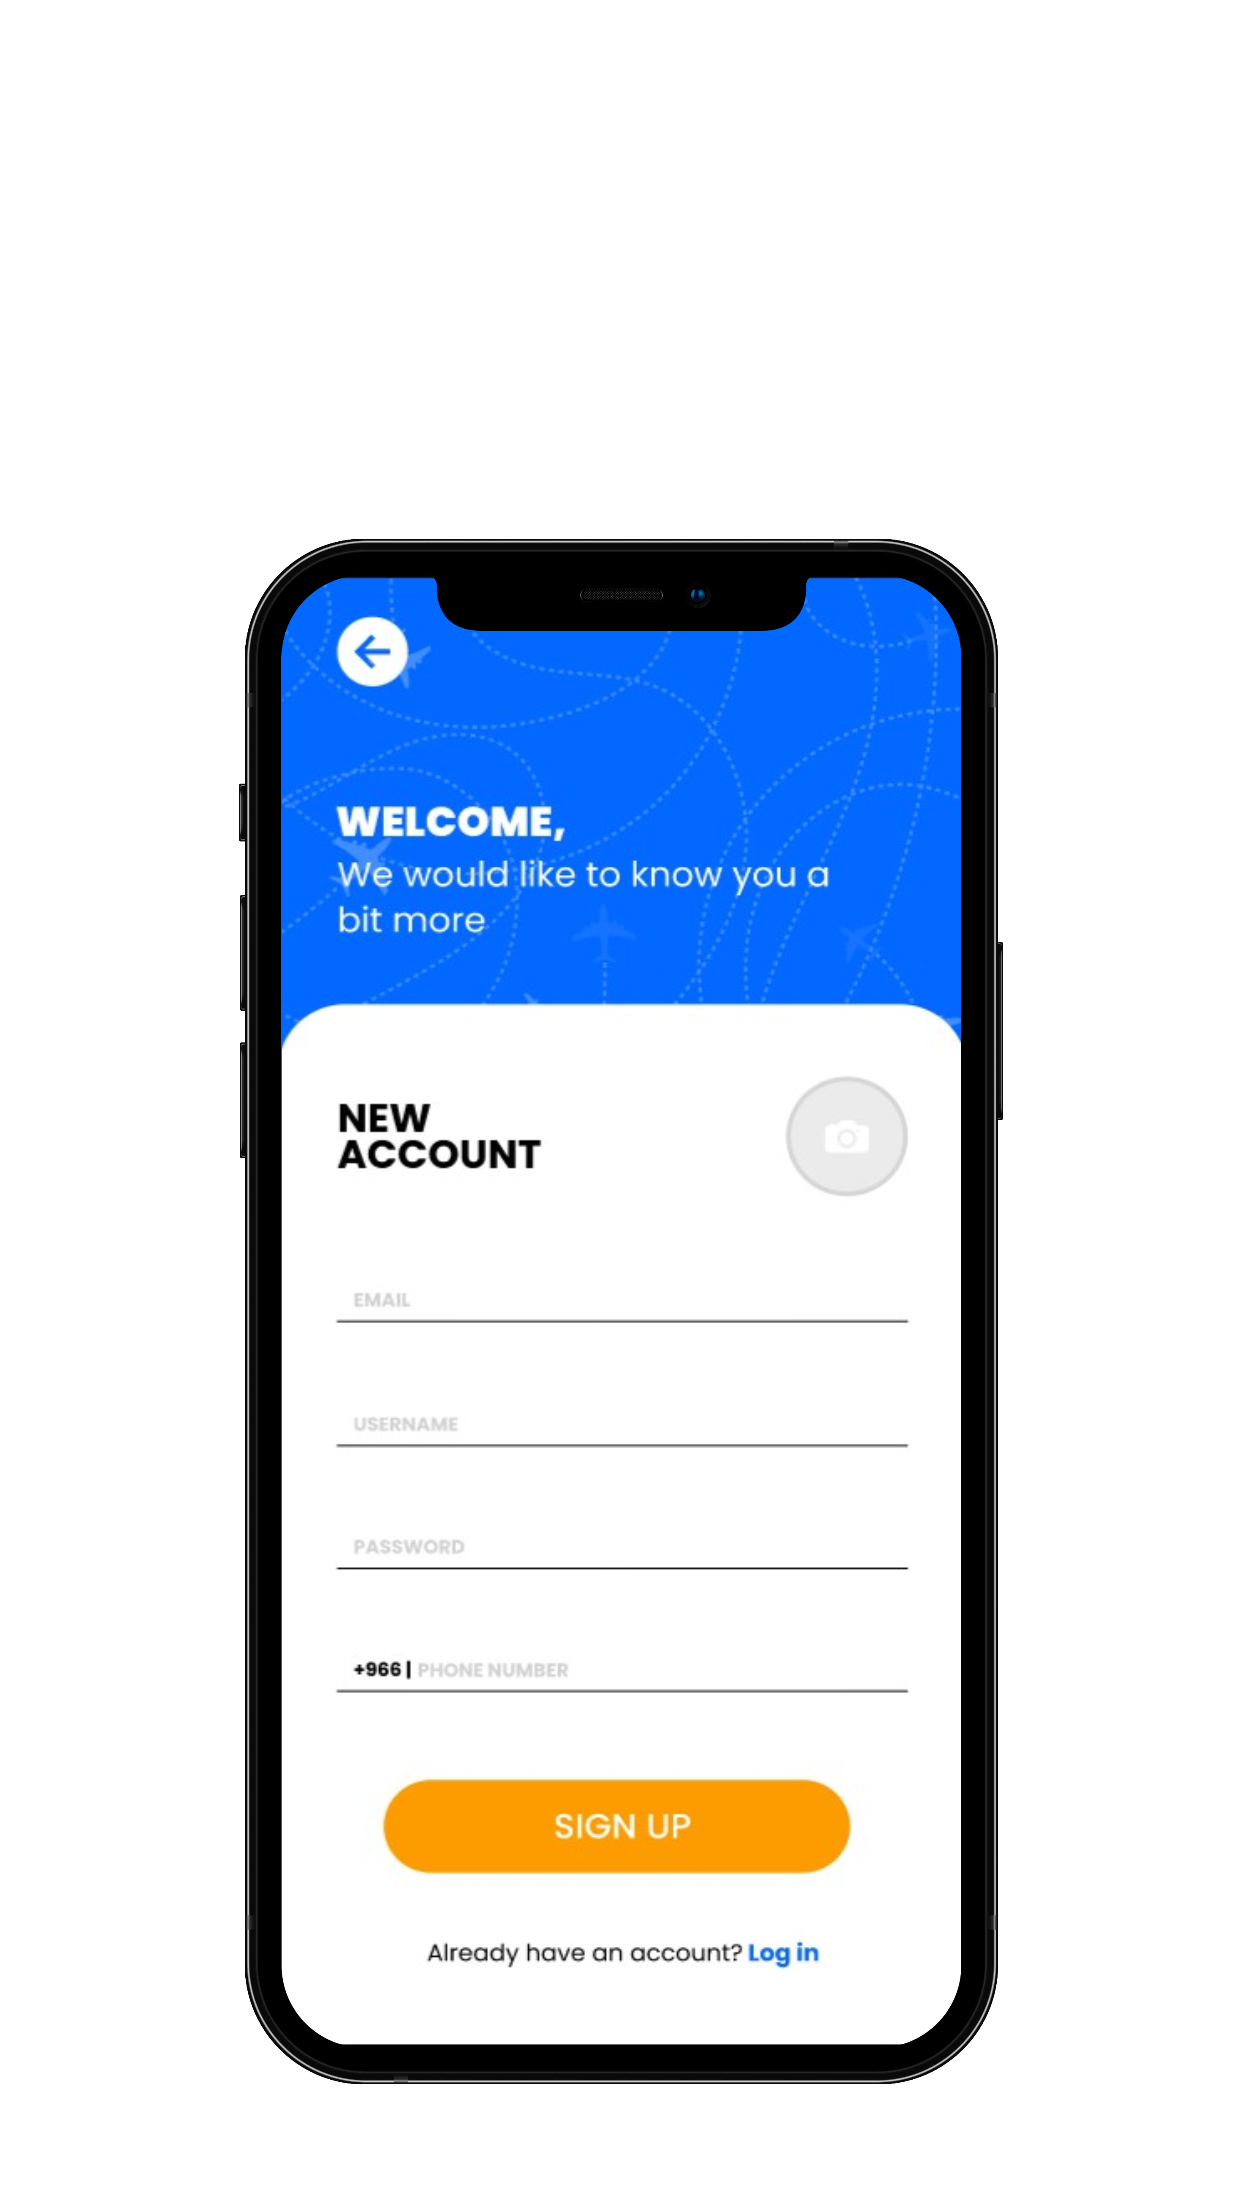 WELCOME,
We would like to know you a
bit more
NEW
ACCOUNT
EMAIL
USERNAME
PASSWORD
+966 | PHONE NUMBER
SIGN UP
Already have an account? Log in